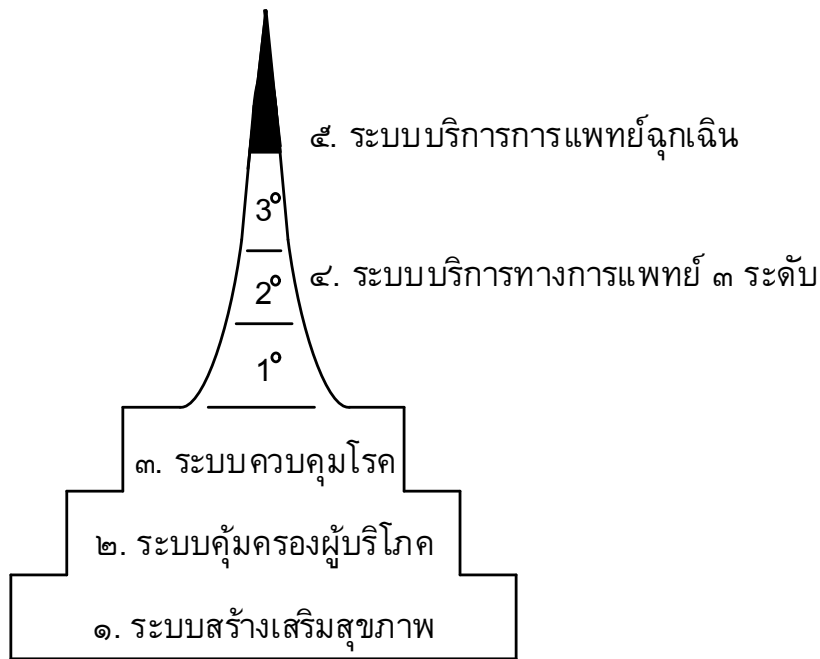 ๕. ระบบบริการการแพทย์ฉุกเฉิน
3°
๔. ระบบบริการทางการแพทย์ ๓ ระดับ
2°
1°
๓. ระบบควบคุมโรค
๒. ระบบคุ้มครองผู้บริโภค
๑. ระบบสร้างเสริมสุขภาพ